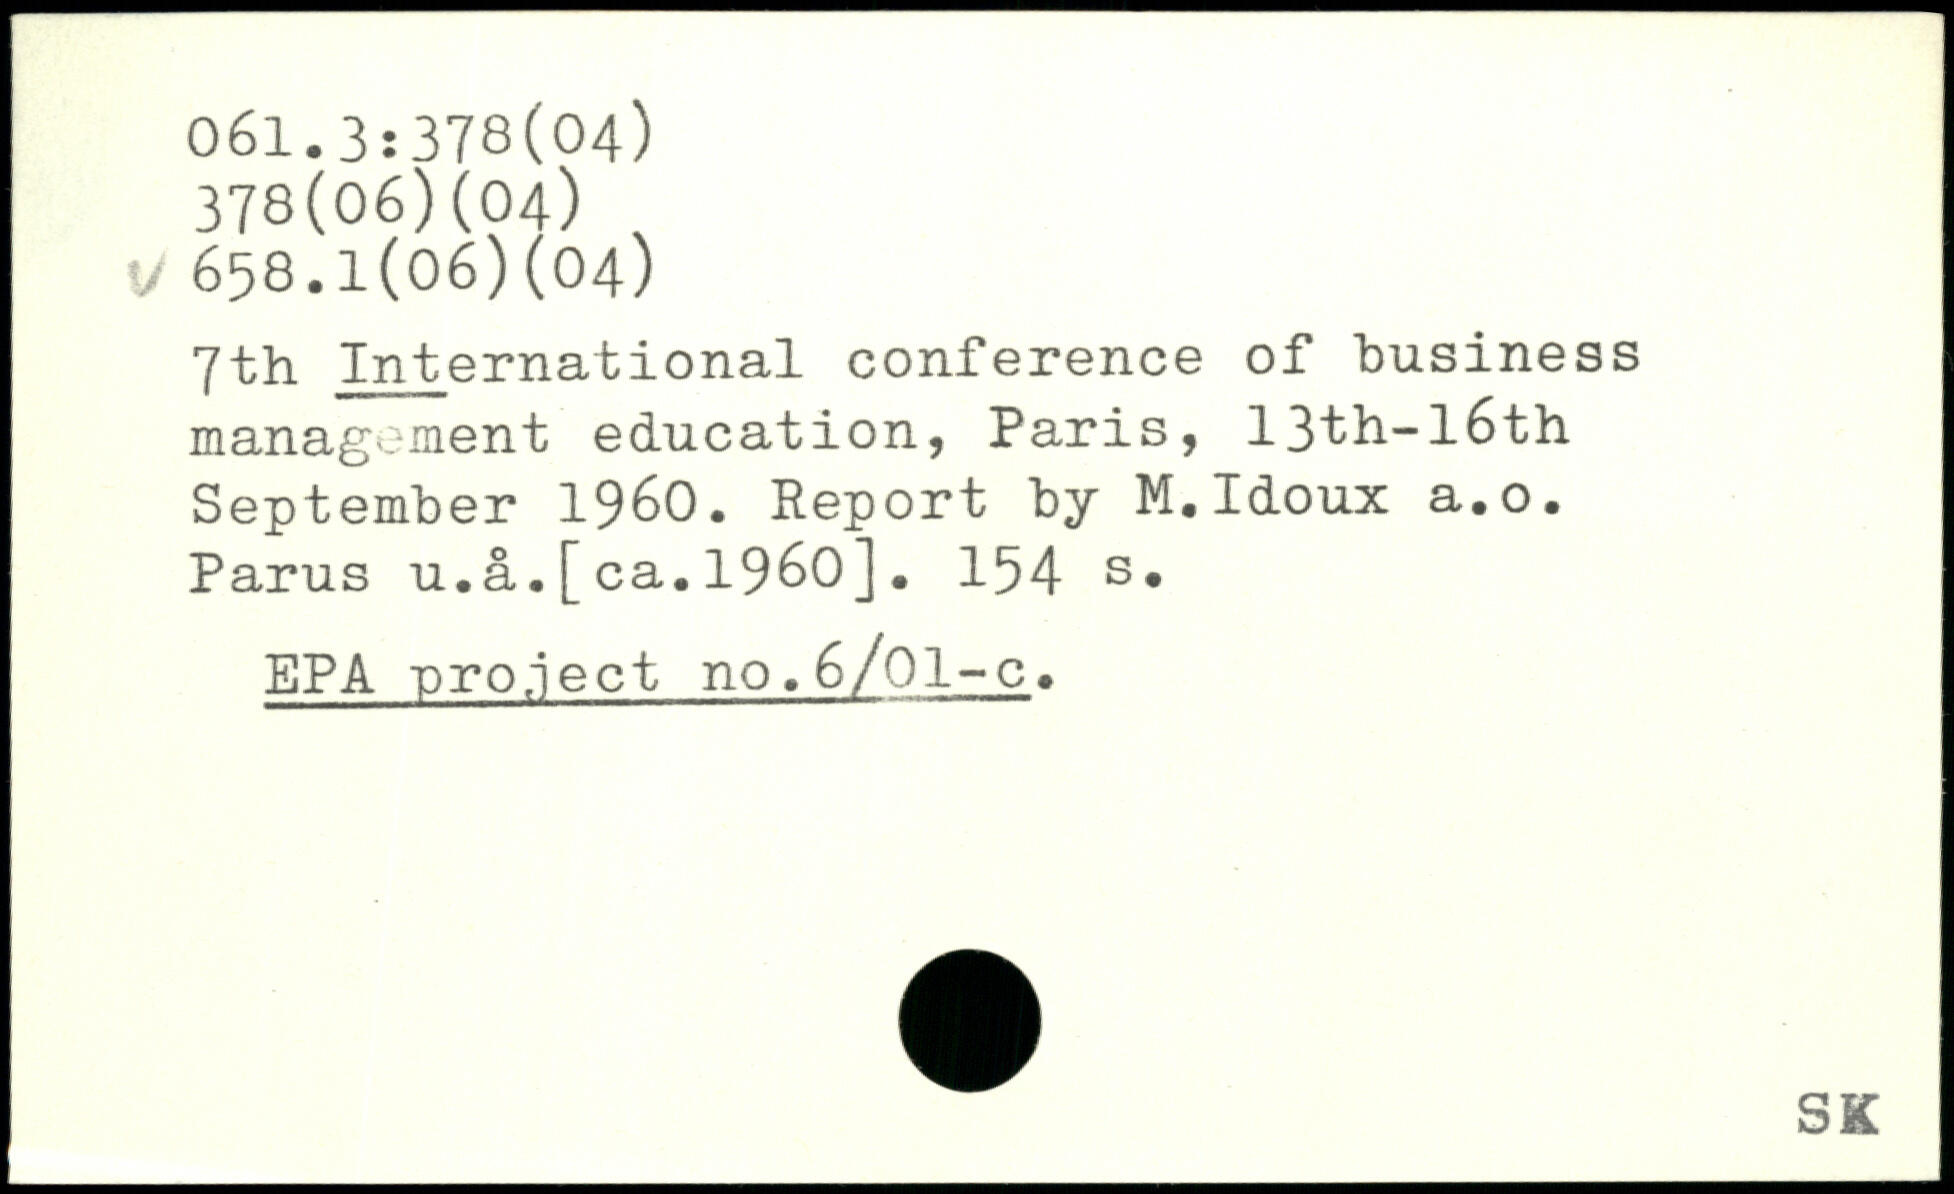 061.3:378(04)
378(06)(04)
✓ 658.1(06)(04)
7th International conference of business
management education, Paris, 13th-16th
September 1960. Report by M.Idoux a.o.
Parus u.å.[ca.1960]. 154 s.
EPA project no.6/01-c.
SK